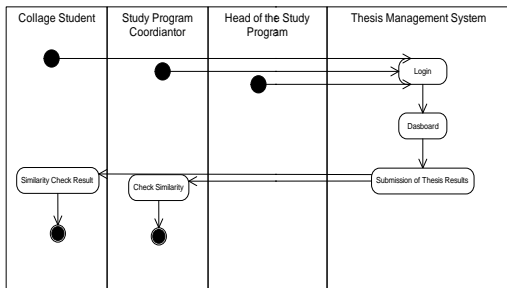 Collage Student
Study Program
Coordiantor
Head of the Study
Program
Thesis Management System
Login
Dasboard
Similarity Check Result
Check Similarity
Submission of Thesis Results